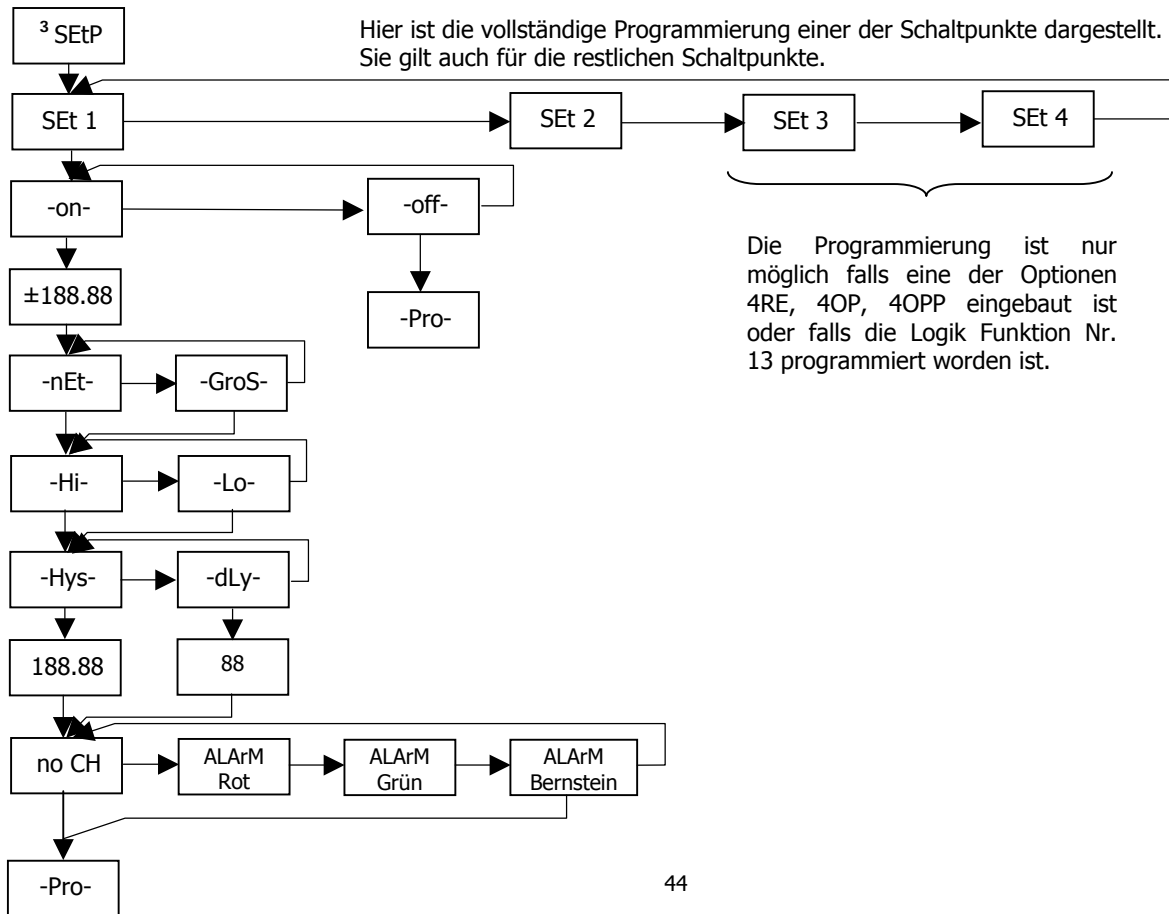 ³ SEtP
Hier ist die vollständige Programmierung einer der Schaltpunkte dargestellt.
Sie gilt auch für die restlichen Schaltpunkte.
SEt 1
SEt 2
SEt 3
SEt 4
-on-
-off-
Die Programmierung ist nur
möglich falls eine der Optionen
4RE, 4OP, 4OPP eingebaut ist
oder falls die Logik Funktion Nr.
13 programmiert worden ist.
±188.88
-Pro-
-nEt-
-GroS-
-Hi-
-Lo-
-Hys-
-dLy-
188.88
88
no CH
ALArM
Rot
ALArM
Grün
ALArM
Bernstein
-Pro-
44